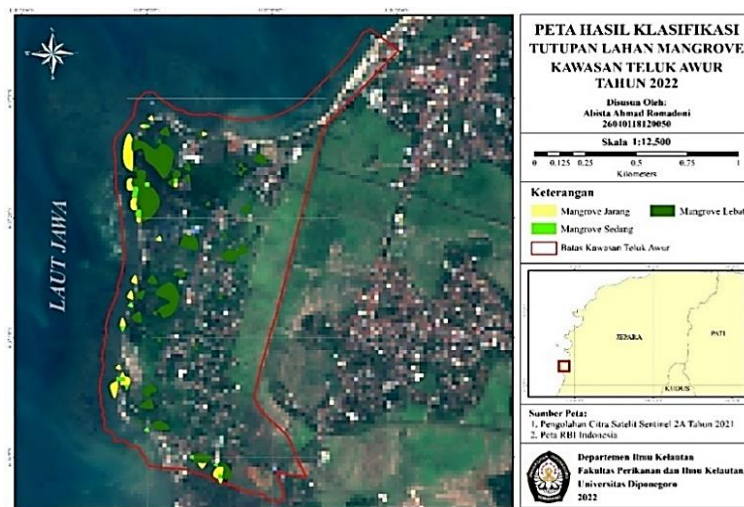 PETA HASIL KLASIFIKASI
TUTUPAN LAHAN MANGROVE
KAWASAN TELUK AWUR
TAHUN 2022
Disusun Oleh:
Abista Ahmad Romadoni
26040118120050
Skala 1:12.500
0 0.125 0.25 0.5 0.75 1
Kilometers
Keterangan
Mangrove Jarang
Mangrove Lebat
Mangrove Sedang
Batas Kawasan Teluk Awur
LAUT JAWA
JEPARA
PATI
KUDUS
Sumber Peta:
1. Pengolahan Citra Satelit Sentinel 2A Tahun 2021
2. Peta RBI Indonesia
Departemen Ilmu Kelautan
Fakultas Perikanan dan Ilmu Kelautan
Universitas Diponegoro
2022